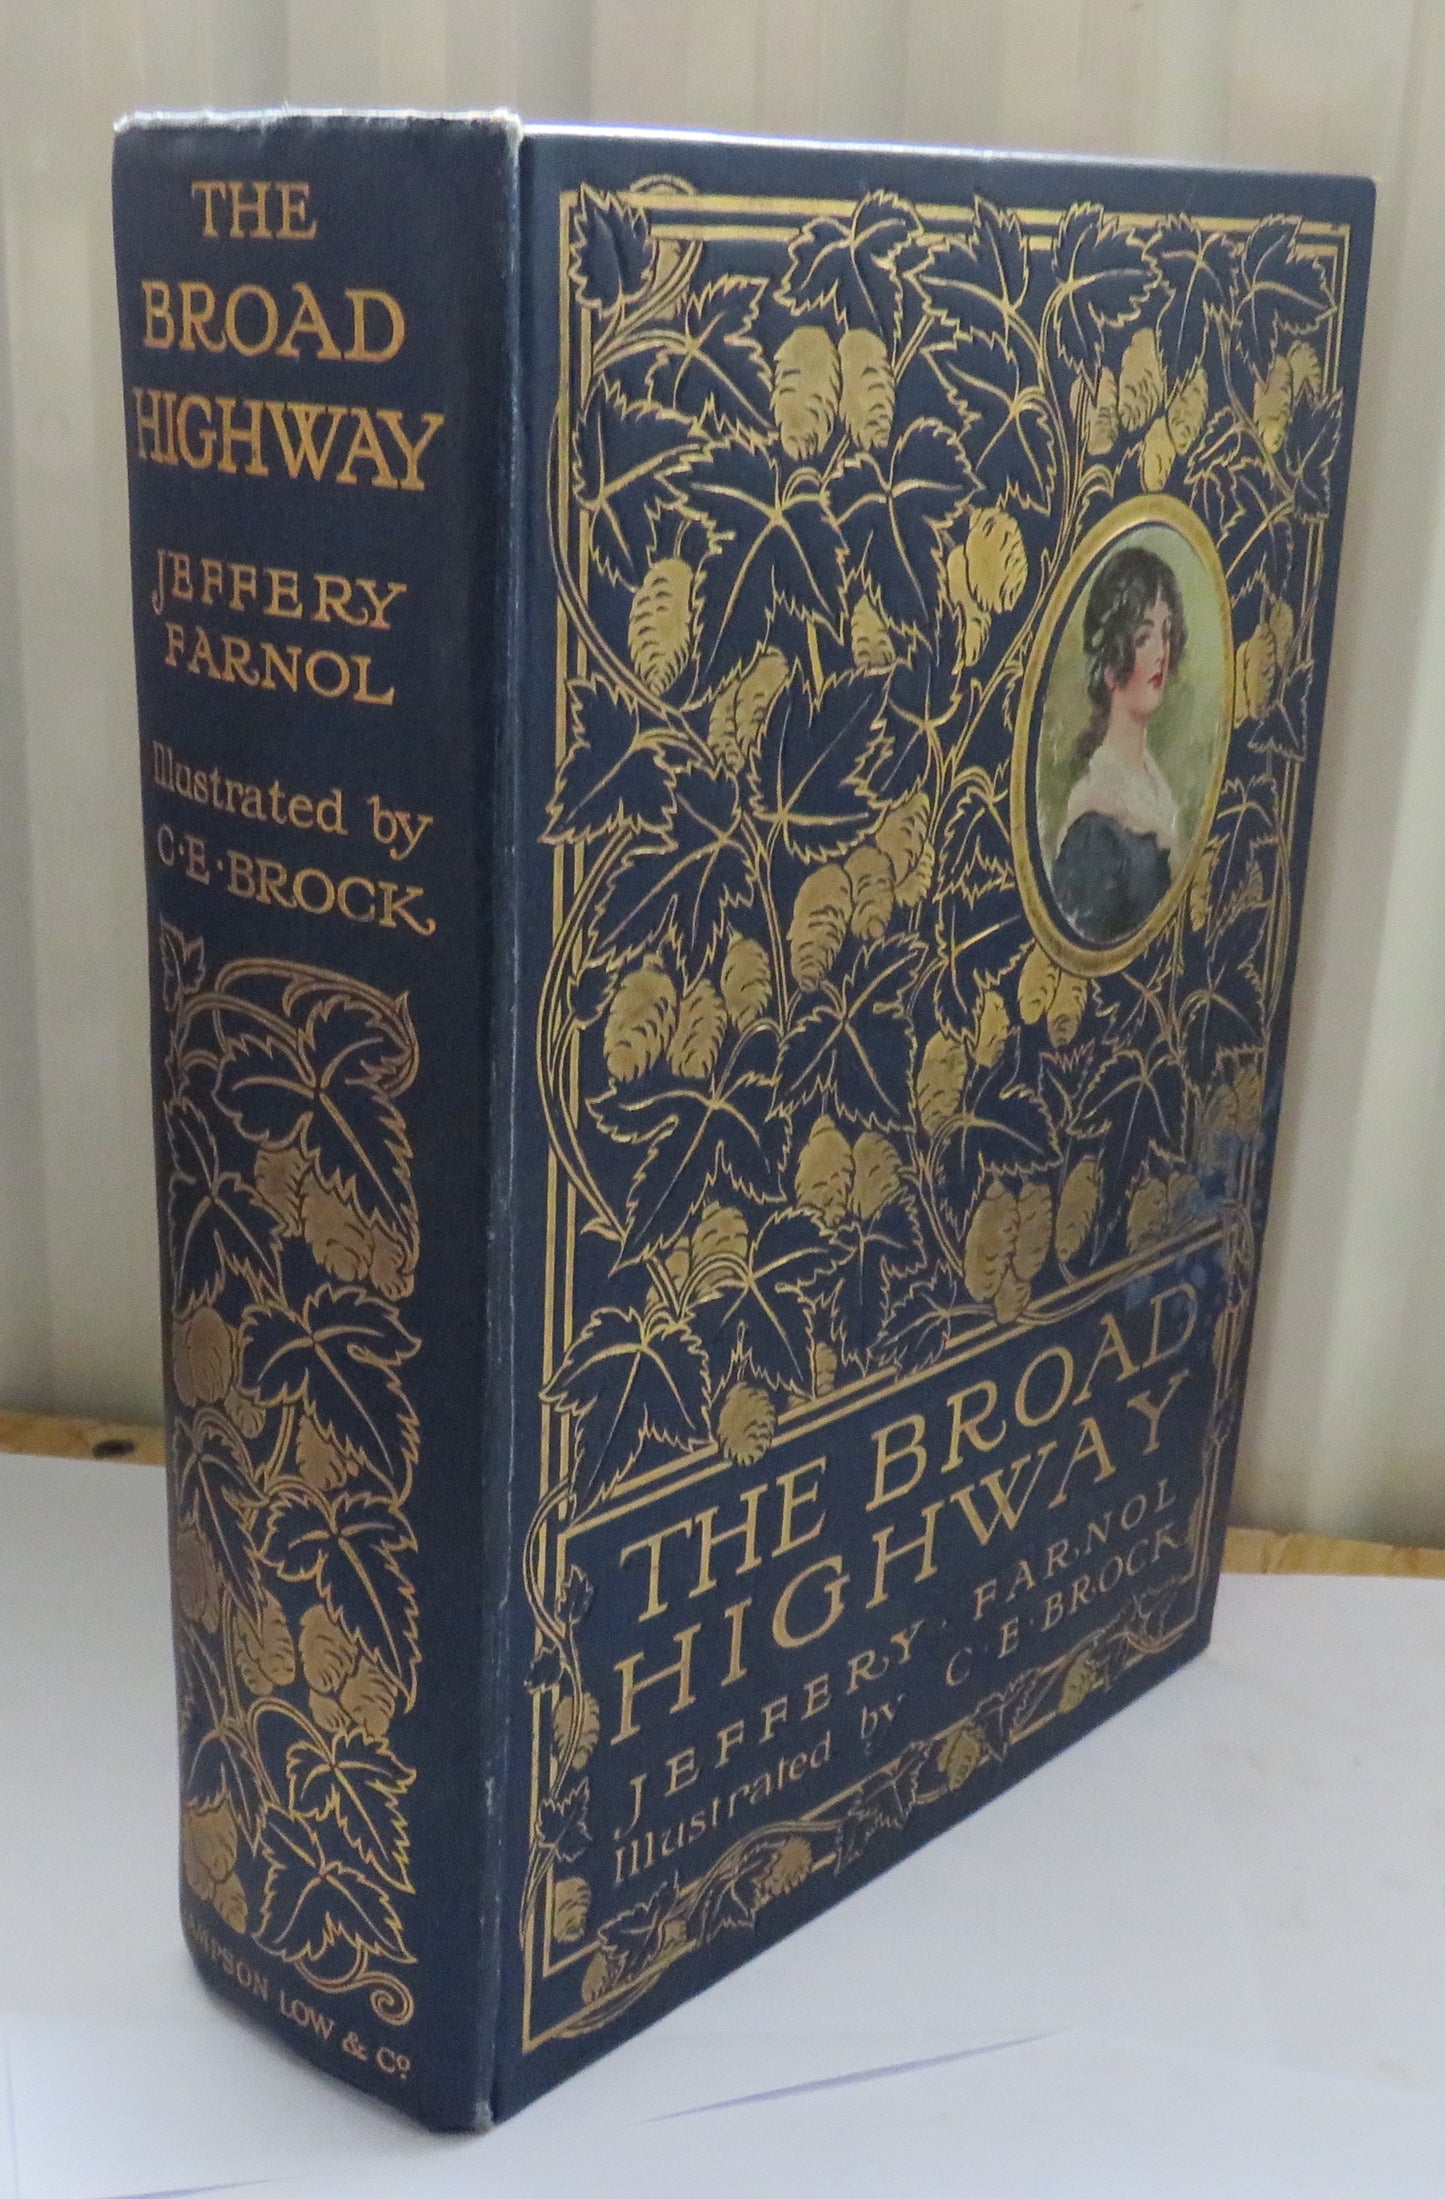 THE
BROAD
HIGHWAY
JEFFERY
FARNOL
Illustrated by
C·E·BROCK
SAMPSON LOW & Co
THE BROAD
HIGHWAY
JEFFERY·FARNOL
Illustrated by C·E·BROCK